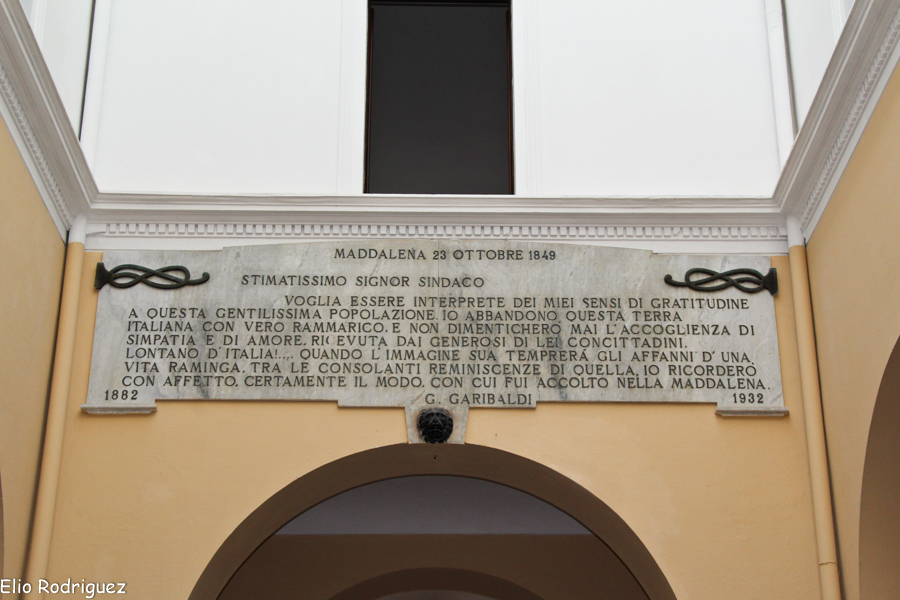 MADDALENA 23 OTTOBRE 1849
STIMATISSIMO SIGNOR SINDACO
VOGLIA ESSERE INTERPRETE DEI MIEI SENSI DI GRATITUDINE
A QUESTA GENTILISSIMA POPOLAZIONE. IO ABBANDONO QUESTA TERRA
ITALIANA CON VERO RAMMARICO. E NON DIMENTICHERÒ MAI L'ACCOGLIENZA DI
SIMPATIA E DI AMORE. RICEVUTA DAI GENEROSI DI LEI CONCITTADINI.
LONTANO D'ITALIA!.... QUANDO L'IMMAGINE SUA TEMPRERÁ GLI AFFANNI D'UNA
VITA RAMINGA. TRA LE CONSOLANTI REMINISCENZE DI QUELLA, IO RICORDERÒ
CON AFFETTO. CERTAMENTE IL MODO. CON CUI FUI ACCOLTO NELLA MADDALENA.
1882 G. GARIBALDI 1932
Elio Rodriguez